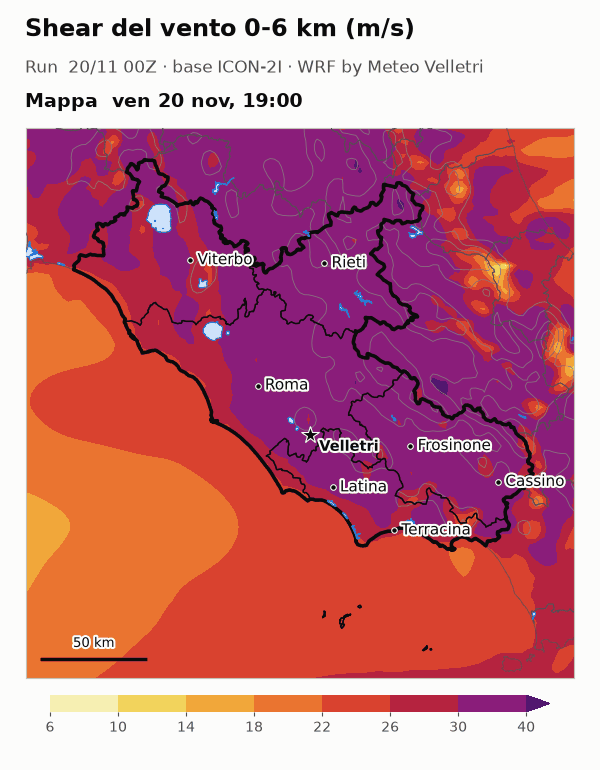 Shear del vento 0-6 km (m/s)
Run  20/11 00Z · base ICON-2I · WRF by Meteo Velletri
Mappa  ven 20 nov, 19:00
Viterbo
Rieti
Roma
Velletri
Frosinone
Latina
Cassino
Terracina
50 km
6 10 14 18 22 26 30 40